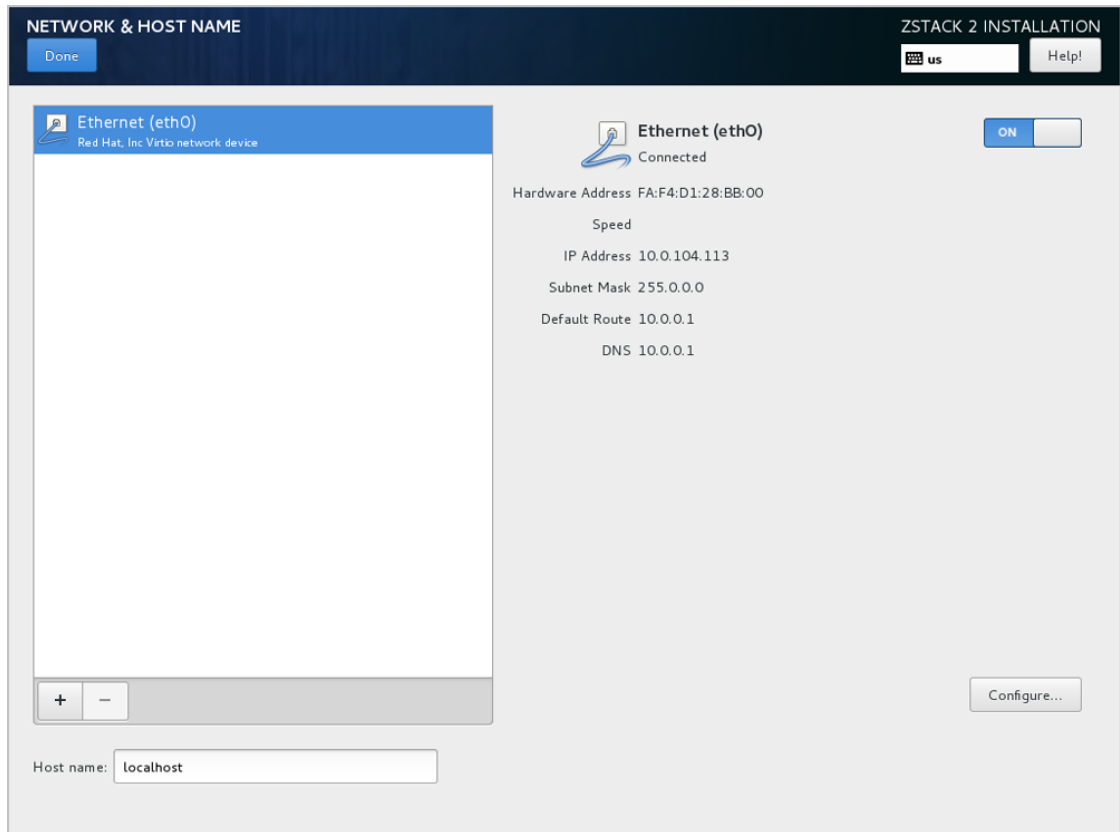 NETWORK & HOST NAME
ZSTACK 2 INSTALLATION
Done
us
Help!
Ethernet (eth0)
Red Hat, Inc Virtio network device
Ethernet (eth0)
Connected
ON
Hardware Address FA:F4:D1:28:BB:00
Speed
IP Address 10.0.104.113
Subnet Mask 255.0.0.0
Default Route 10.0.0.1
DNS 10.0.0.1
+ −
Configure...
Host name: localhost